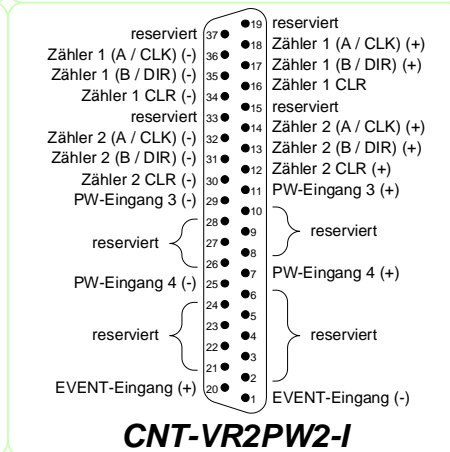 reserviert 37 19 reserviert
Zähler 1 (A / CLK) (-) 36 18 Zähler 1 (A / CLK) (+)
Zähler 1 (B / DIR) (-) 35 17 Zähler 1 (B / DIR) (+)
Zähler 1 CLR (-) 34 16 Zähler 1 CLR
reserviert 33 15 reserviert
Zähler 2 (A / CLK) (-) 32 14 Zähler 2 (A / CLK) (+)
Zähler 2 (B / DIR) (-) 31 13 Zähler 2 (B / DIR) (+)
Zähler 2 CLR (-) 30 12 Zähler 2 CLR (+)
PW-Eingang 3 (-) 29 11 PW-Eingang 3 (+)
28 10
reserviert 27 9 reserviert
26 8
PW-Eingang 4 (-) 25 7 PW-Eingang 4 (+)
24 6
23 5
reserviert 22 4 reserviert
21 3
2
EVENT-Eingang (+) 20 1 EVENT-Eingang (-)
CNT-VR2PW2-I